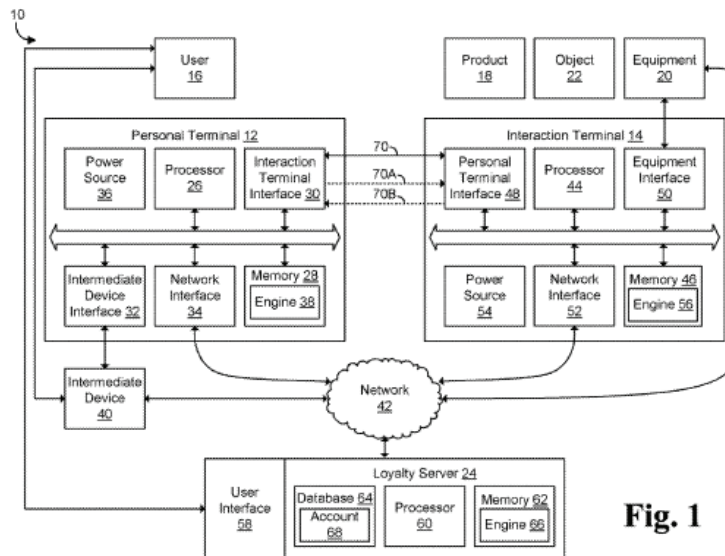 10
User
16
Product
18
Object
22
Equipment
20
Personal Terminal 12
Power
Source
36
Processor
26
Interaction
Terminal
Interface
30
70
70A
70B
Interaction Terminal 14
Personal
Terminal
Interface 48
Processor
44
Equipment
Interface
50
Intermediate
Device
Interface 32
Network
Interface
34
Memory 28
Engine 38
Power
Source
54
Network
Interface
52
Memory 46
Engine 56
Intermediate
Device
40
Network
42
User
Interface
58
Loyalty Server 24
Database 64
Account
68
Processor
60
Memory 62
Engine 66
Fig. 1